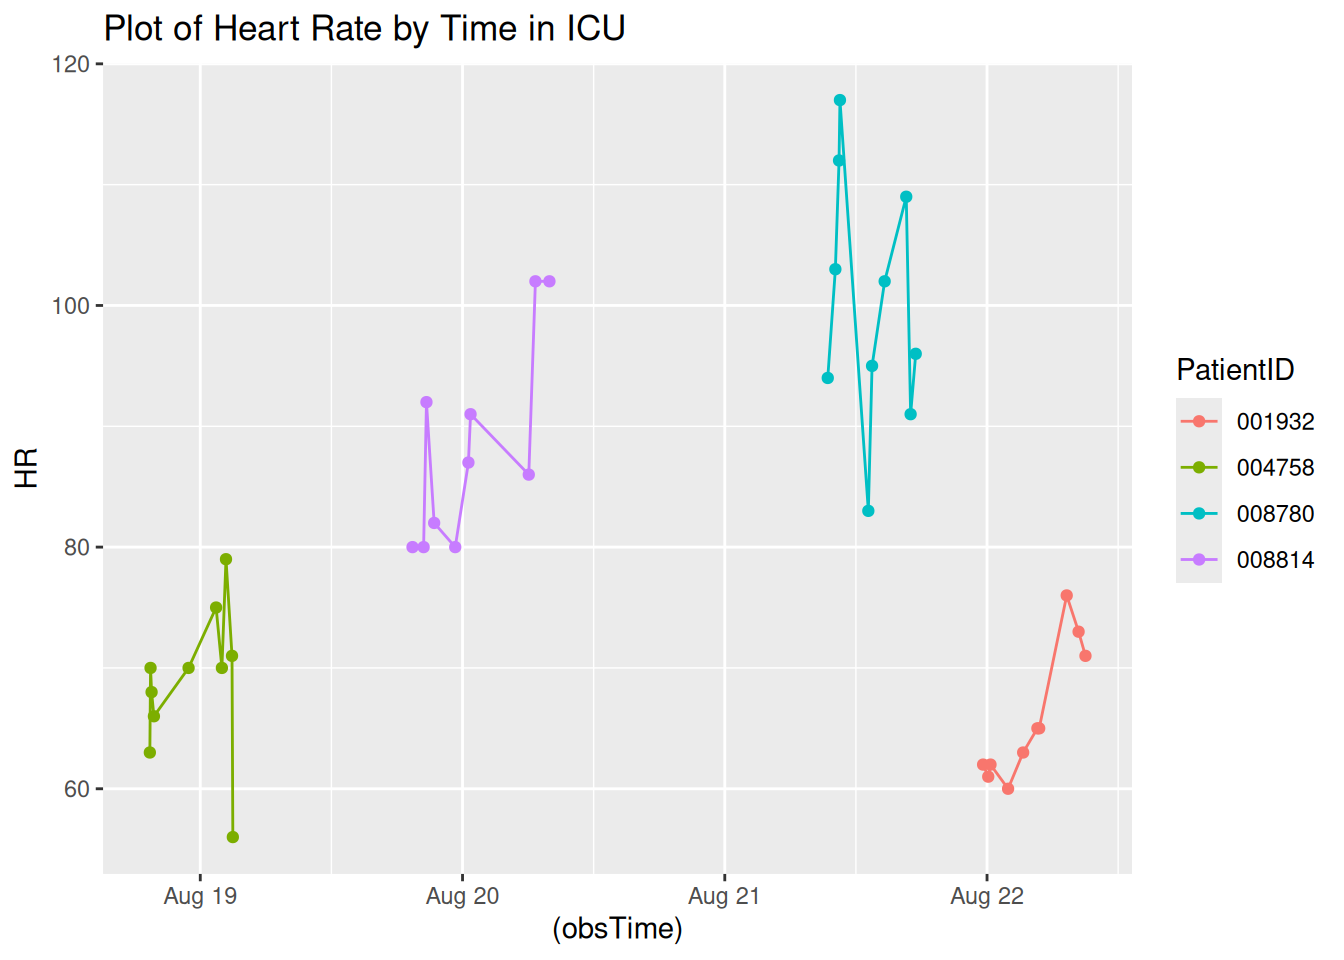 Plot of Heart Rate by Time in ICU
120
100
80
60
HR
Aug 19 Aug 20 Aug 21 Aug 22
(obsTime)
PatientID
001932
004758
008780
008814